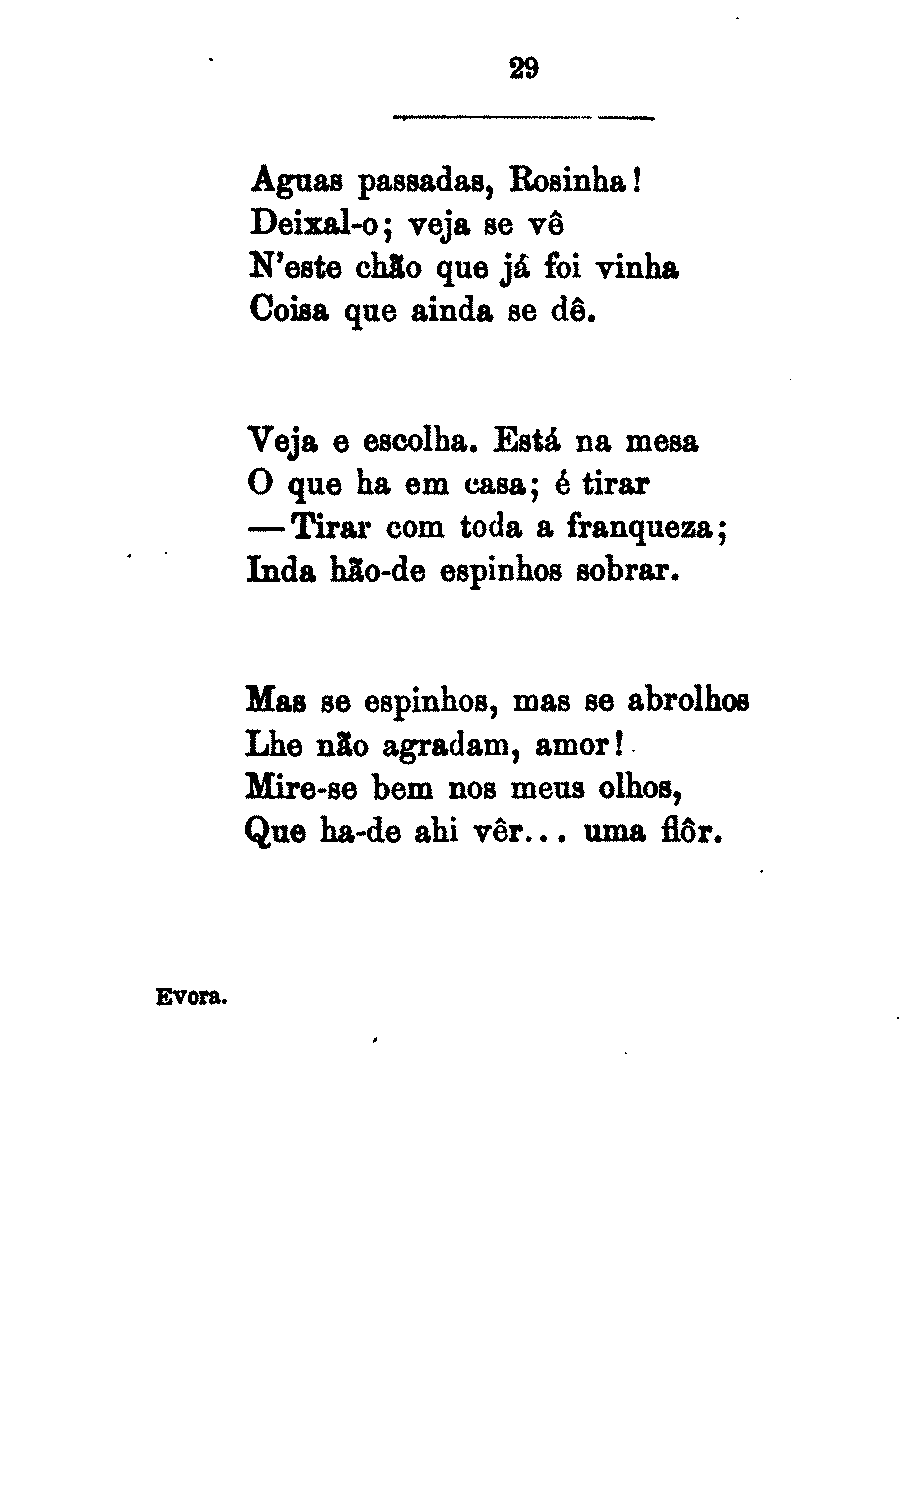 29
Aguas passadas, Rosinha!
Deixal-o; veja se vê
N'este chão que já foi vinha
Coisa que ainda se dê.
Veja e escolha. Está na mesa
O que ha em casa; é tirar
—Tirar com toda a franqueza;
Inda hão-de espinhos sobrar.
Mas se espinhos, mas se abrolhos
Lhe não agradam, amor!
Mire-se bem nos meus olhos,
Que ha-de ahi vêr... uma flôr.
Evora.